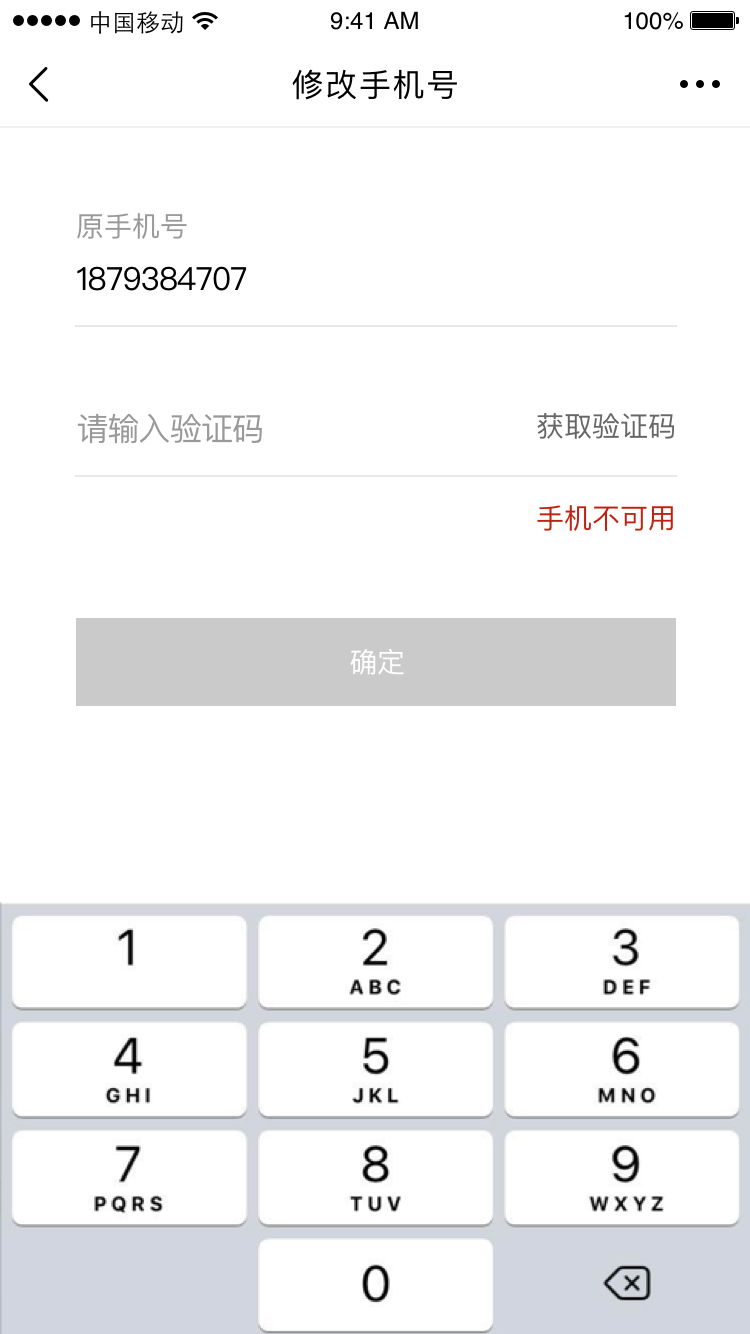 中国移动 9:41 AM 100%
修改手机号
原手机号
1879384707
请输入验证码 获取验证码
手机不可用
确定
1 2 3
ABC DEF
4 5 6
GHI JKL MNO
7 8 9
PQRS TUV WXYZ
0